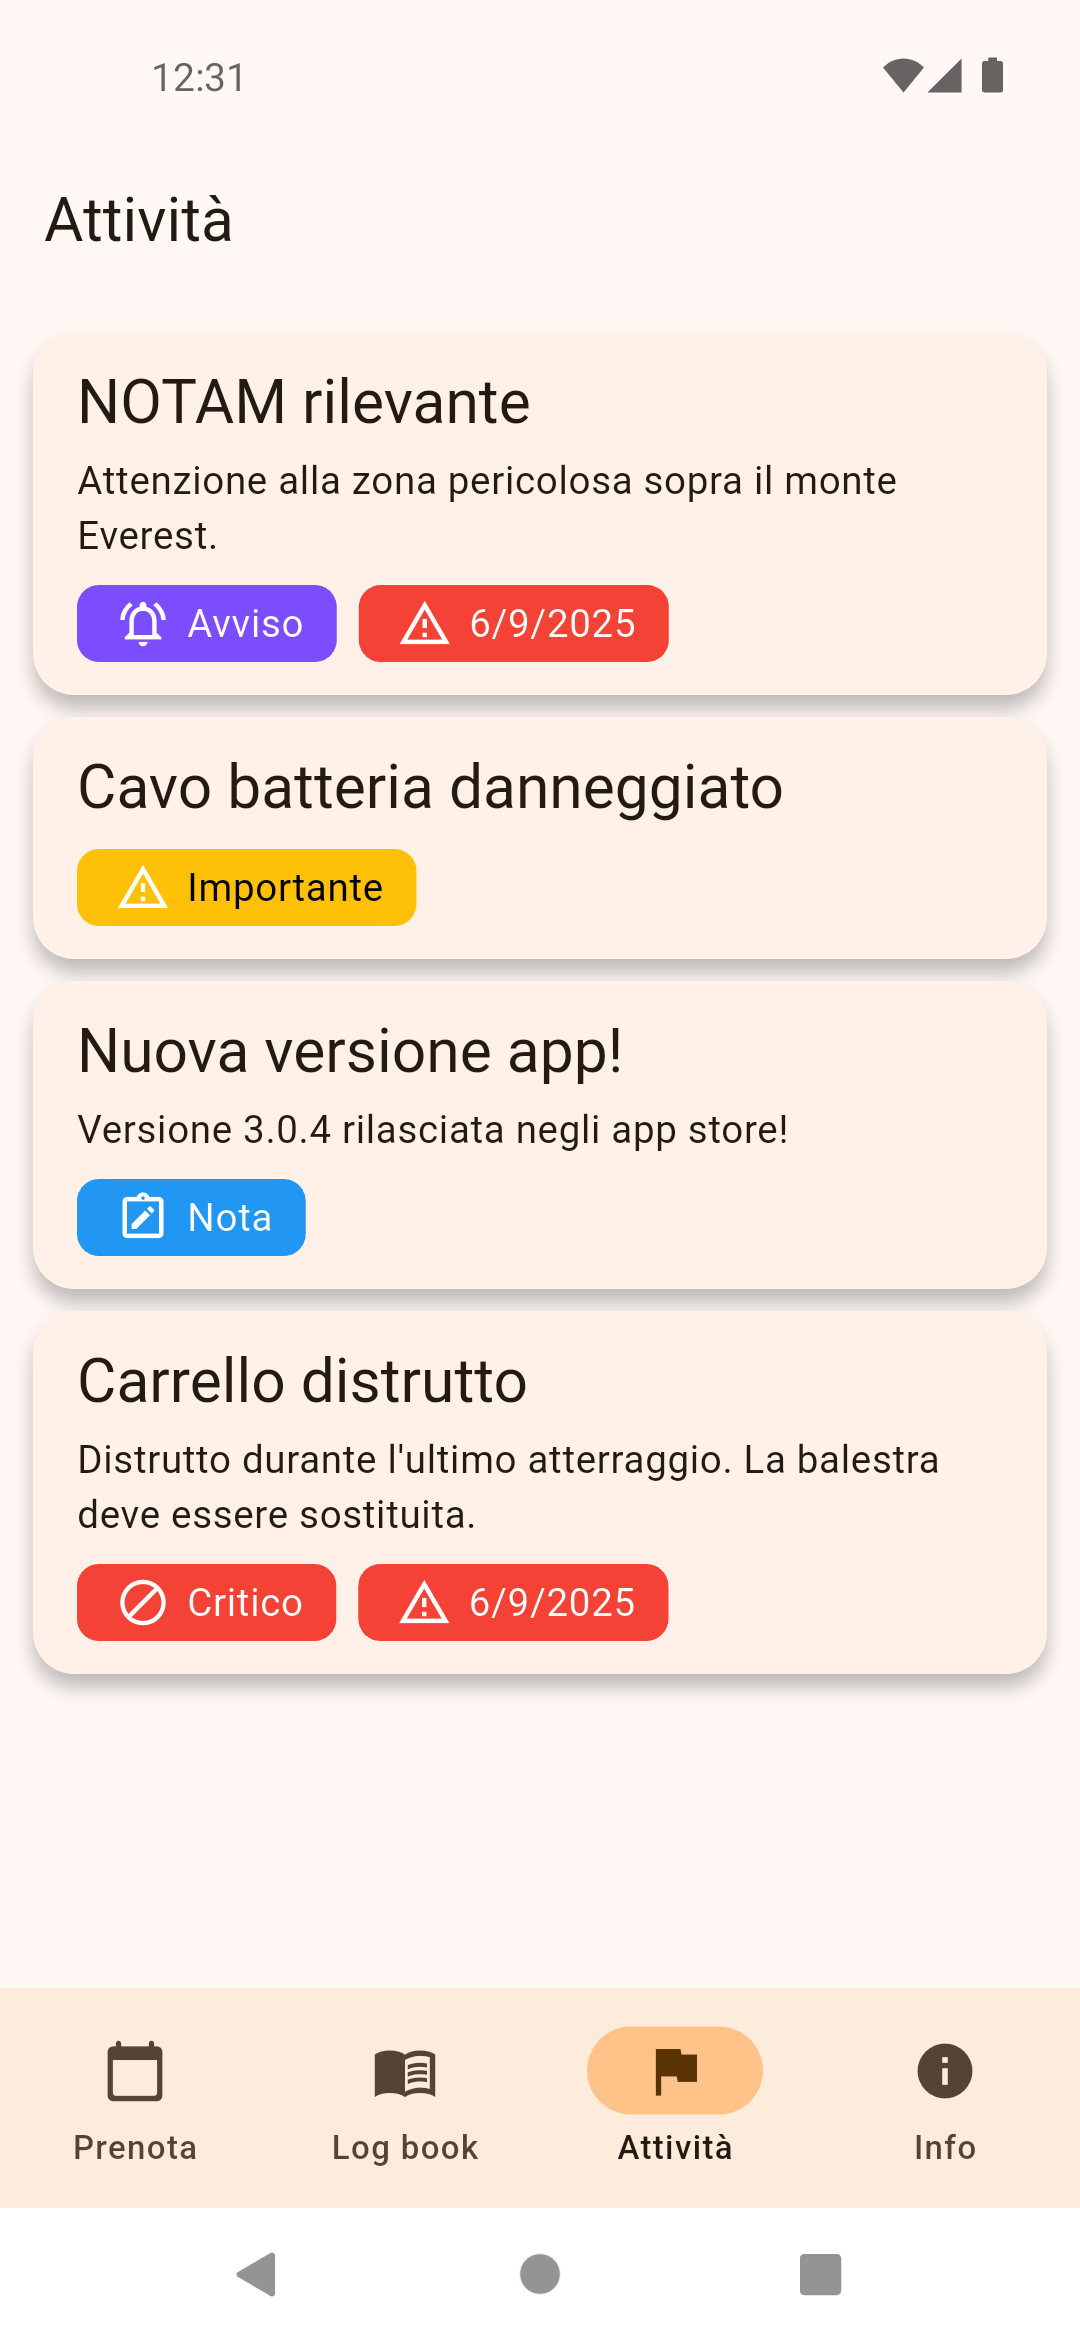 12:31
Attività
NOTAM rilevante
Attenzione alla zona pericolosa sopra il monte
Everest.
Avviso 6/9/2025
Cavo batteria danneggiato
Importante
Nuova versione app!
Versione 3.0.4 rilasciata negli app store!
Nota
Carrello distrutto
Distrutto durante l'ultimo atterraggio. La balestra
deve essere sostituita.
Critico 6/9/2025
Prenota Log book Attività Info